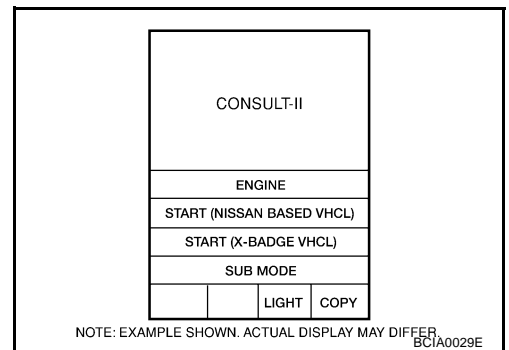 CONSULT-II
ENGINE
START (NISSAN BASED VHCL)
START (X-BADGE VHCL)
SUB MODE
LIGHT COPY
NOTE: EXAMPLE SHOWN. ACTUAL DISPLAY MAY DIFFER.
BCIA0029E